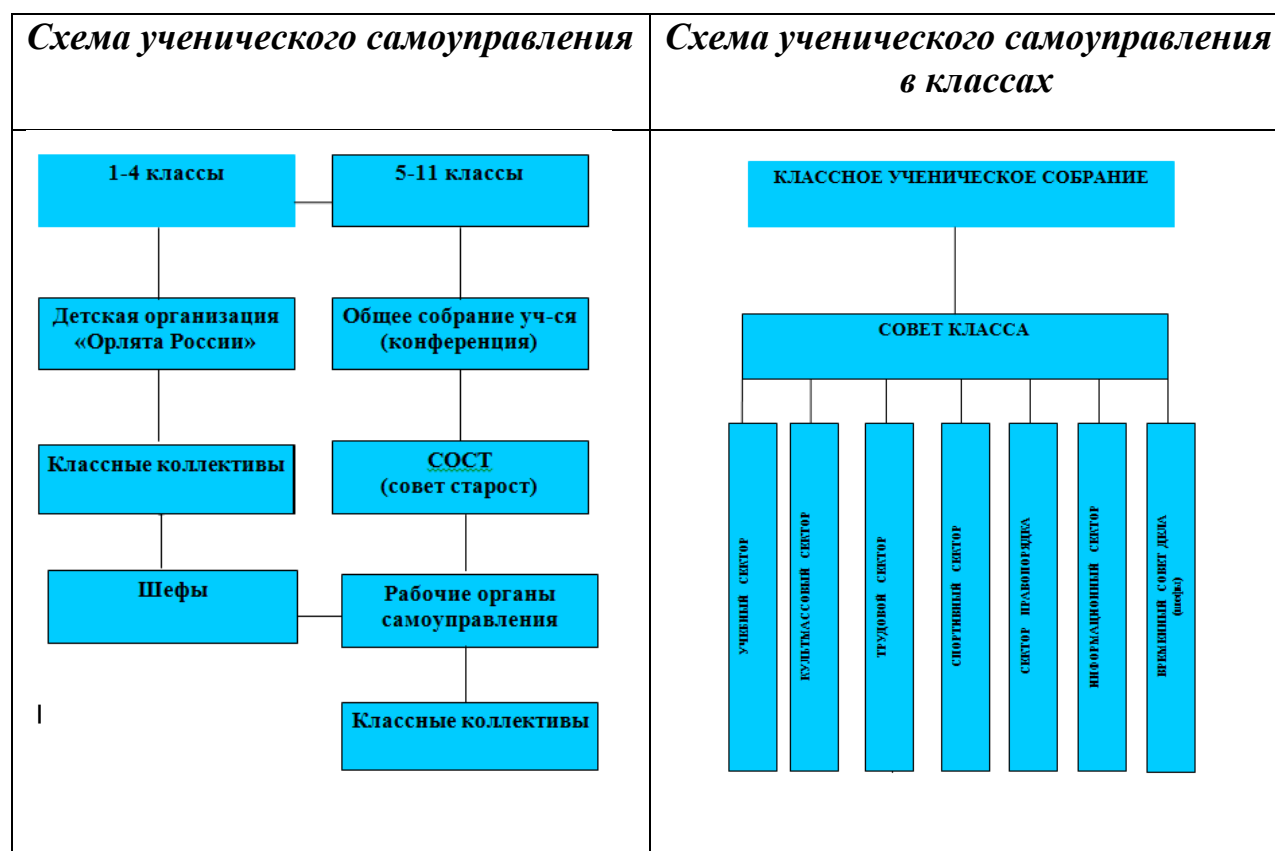 Схема ученического самоуправления
Схема ученического самоуправления
в классах
1-4 классы
5-11 классы
Детская организация
«Орлята России»
Общее собрание уч-ся
(конференция)
Классные коллективы
СОСТ
(совет старост)
Шефы
Рабочие органы
самоуправления
Классные коллективы
КЛАССНОЕ УЧЕНИЧЕСКОЕ СОБРАНИЕ
СОВЕТ КЛАССА
УЧЕБНЫЙ СЕКТОР
КУЛЬТМАССОВЫЙ СЕКТОР
ТРУДОВОЙ СЕКТОР
СПОРТИВНЫЙ СЕКТОР
СЕКТОР ПРАВОПОРЯДКА
ИНФОРМАЦИОННЫЙ СЕКТОР
ВРЕМЕННЫЙ СОВЕТ ДЕЛА
(шефы)